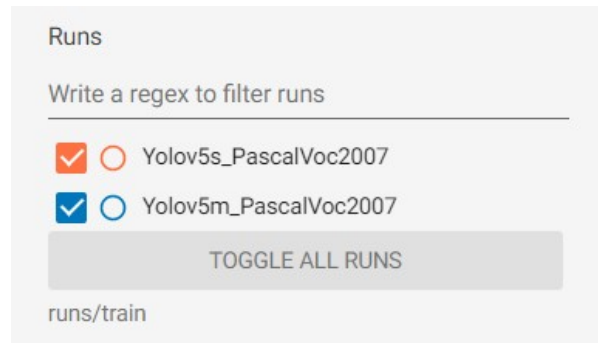 Runs
Write a regex to filter runs
Yolov5s_PascalVoc2007
Yolov5m_PascalVoc2007
TOGGLE ALL RUNS
runs/train